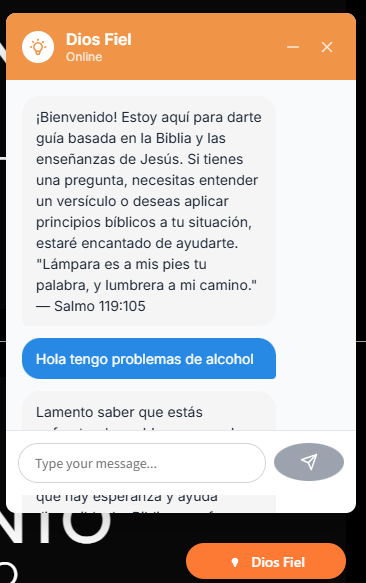 Dios Fiel
Online
¡Bienvenido! Estoy aquí para darte
guía basada en la Biblia y las
enseñanzas de Jesús. Si tienes
una pregunta, necesitas entender
un versículo o deseas aplicar
principios bíblicos a tu situación,
estaré encantado de ayudarte.
"Lámpara es a mis pies tu
palabra, y lumbrera a mi camino."
— Salmo 119:105
Hola tengo problemas de alcohol
Lamento saber que estás
Type your message...
que hay esperanza y ayuda
NTO
Dios Fiel